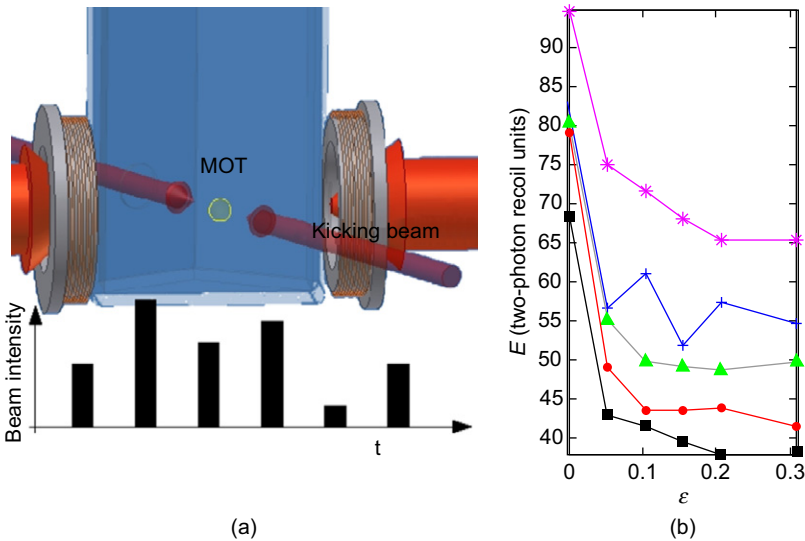 MOT
Kicking beam
Beam intensity
t
(a)
E (two-photon recoil units)
90
85
80
75
70
65
60
55
50
45
40
0
0.1
0.2
0.3
ε
(b)